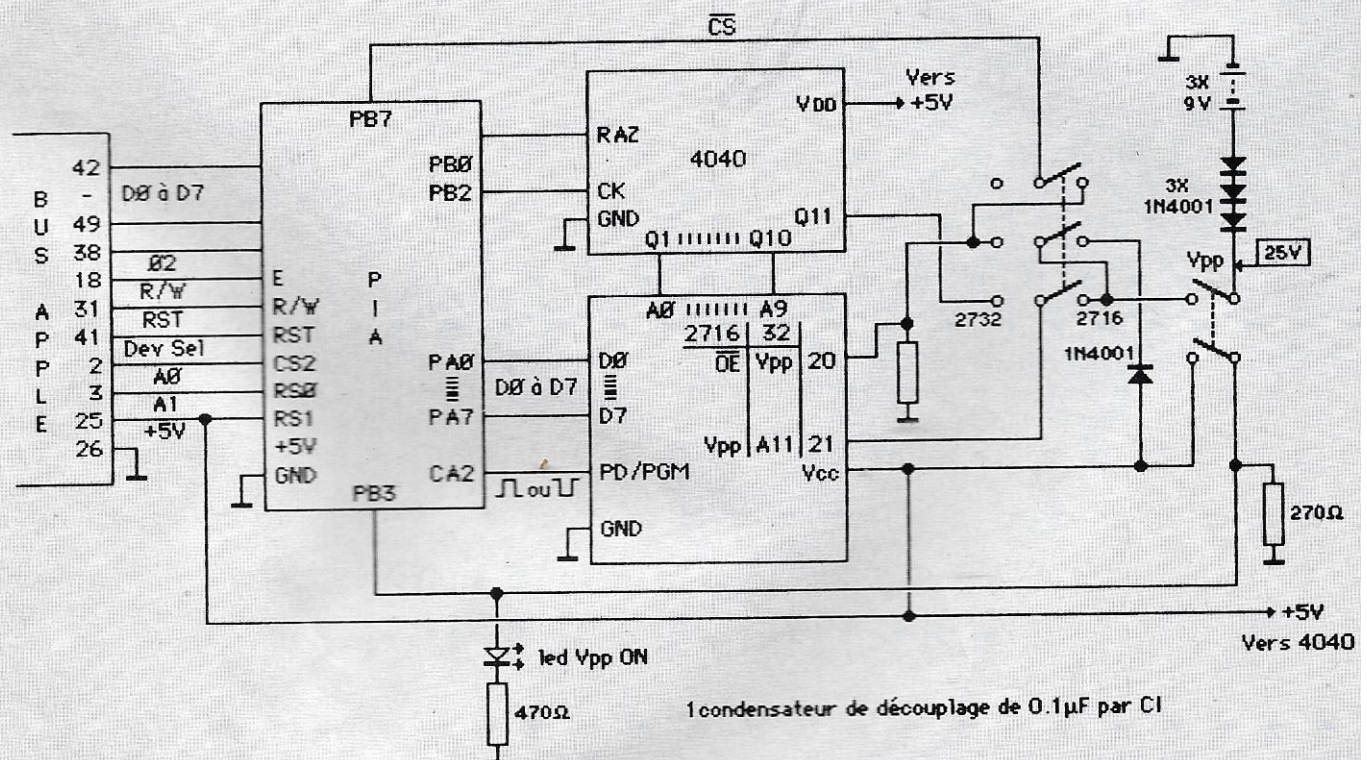 CS
BUS APPLE
42
-
49
38
18
31
41
2
3
25
26
DØ à D7
Ø2
R/W
RST
Dev Sel
AØ
A1
+5V
PB7
PBØ
PB2
E
R/W
RST
CS2
RSØ
RS1
+5V
GND
PIA
PAØ
PA7
CA2
PB3
DØ à D7
ou
RAZ
CK
GND
4040
VDD
Q11
Q1
Q10
Vers
+5V
AØ
A9
2716
32
OE
Vpp
20
DØ
D7
Vpp
A11
21
Vcc
PD/PGM
GND
2732
2716
1N4001
3X
9V
3X
1N4001
Vpp
25V
270Ω
+5V
Vers 4040
led Vpp ON
470Ω
1 condensateur de découplage de 0.1µF par CI